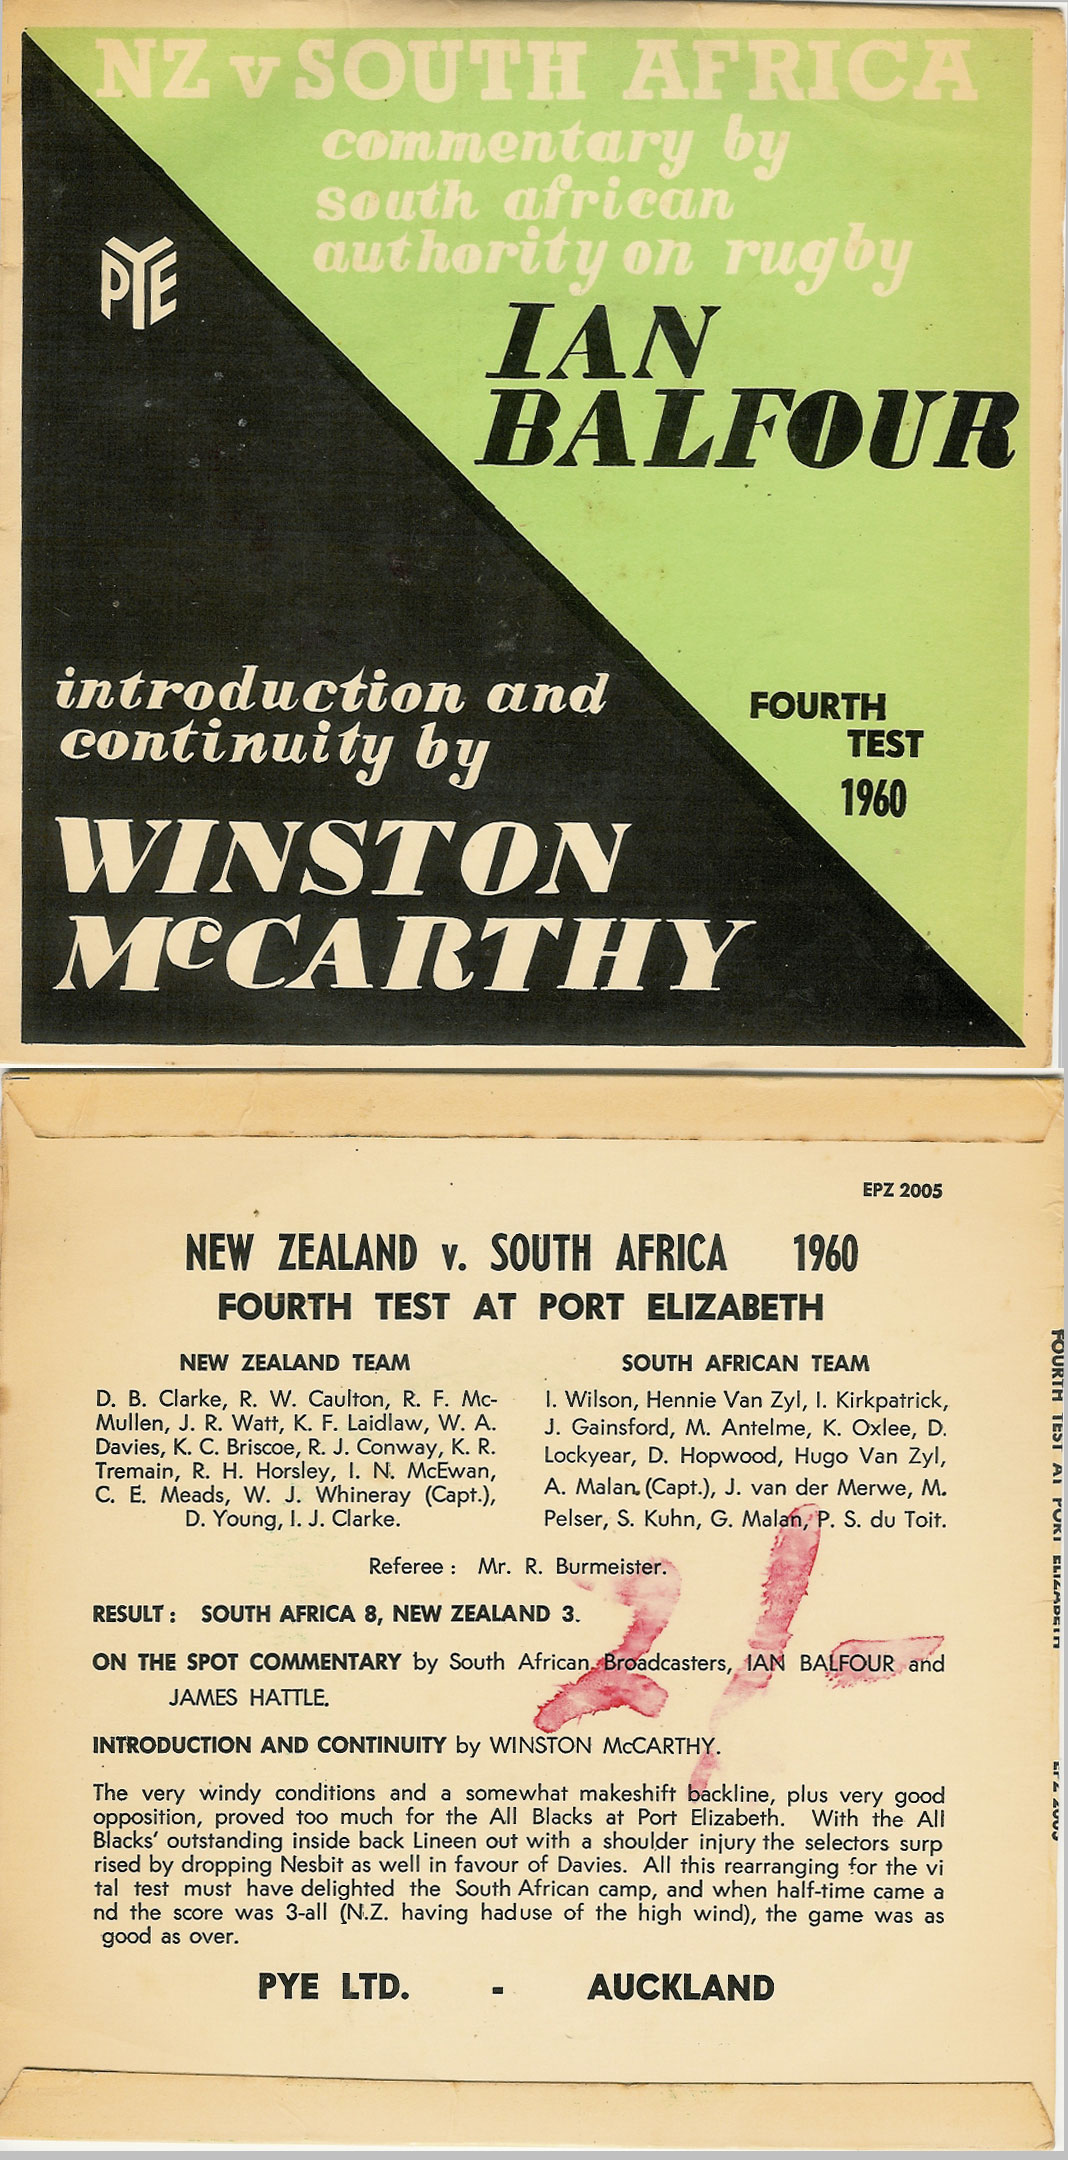 NZ v SOUTH AFRICA
commentary by
south african
authority on rugby
IAN
BALFOUR
PYE
introduction and
continuity by
WINSTON
McCARTHY
FOURTH
TEST
1960
EPZ 2005
NEW ZEALAND v. SOUTH AFRICA 1960
FOURTH TEST AT PORT ELIZABETH
NEW ZEALAND TEAM
D. B. Clarke, R. W. Caulton, R. F. Mc-
Mullen, J. R. Watt, K. F. Laidlaw, W. A.
Davies, K. C. Briscoe, R. J. Conway, K. R.
Tremain, R. H. Horsley, I. N. McEwan,
C. E. Meads, W. J. Whineray (Capt.),
D. Young, I. J. Clarke.
SOUTH AFRICAN TEAM
I. Wilson, Hennie Van Zyl, I. Kirkpatrick,
J. Gainsford, M. Antelme, K. Oxlee, D.
Lockyear, D. Hopwood, Hugo Van Zyl,
A. Malan. (Capt.), J. van der Merwe, M.
Pelser, S. Kuhn, G. Malan, P. S. du Toit.
Referee : Mr. R. Burmeister.
RESULT : SOUTH AFRICA 8, NEW ZEALAND 3.
ON THE SPOT COMMENTARY by South African Broadcasters, IAN BALFOUR and
JAMES HATTLE.
INTRODUCTION AND CONTINUITY by WINSTON McCARTHY.
2/-
The very windy conditions and a somewhat makeshift backline, plus very good
opposition, proved too much for the All Blacks at Port Elizabeth. With the All
Blacks' outstanding inside back Lineen out with a shoulder injury the selectors surp
rised by dropping Nesbit as well in favour of Davies. All this rearranging for the vi
tal test must have delighted the South African camp, and when half-time came a
nd the score was 3-all (N.Z. having had use of the high wind), the game was as
good as over.
PYE LTD. - AUCKLAND
FOURTH TEST AT PORT ELIZABETH
EPZ 2005